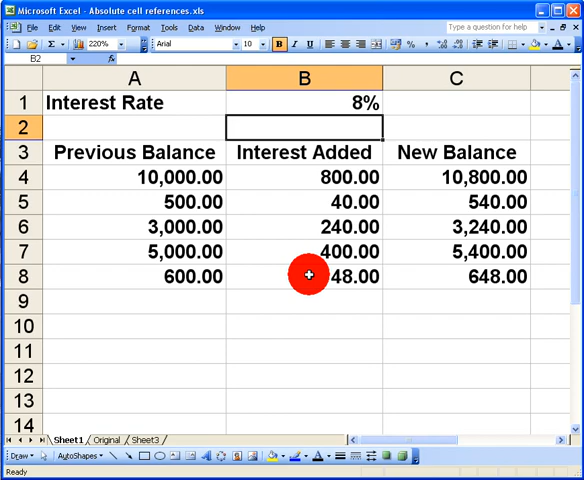 Microsoft Excel - Absolute cell references.xls
File Edit View Insert Format Tools Data Window Help Type a question for help
Σ 220% Arial 10 B I U % ,
B2 fx
A B C
1 Interest Rate 8%
2
3 Previous Balance Interest Added New Balance
4 10,000.00 800.00 10,800.00
5 500.00 40.00 540.00
6 3,000.00 240.00 3,240.00
7 5,000.00 400.00 5,400.00
8 600.00 48.00 648.00
9
10
11
12
13
14
Sheet1 Original Sheet3
Draw AutoShapes A
Ready